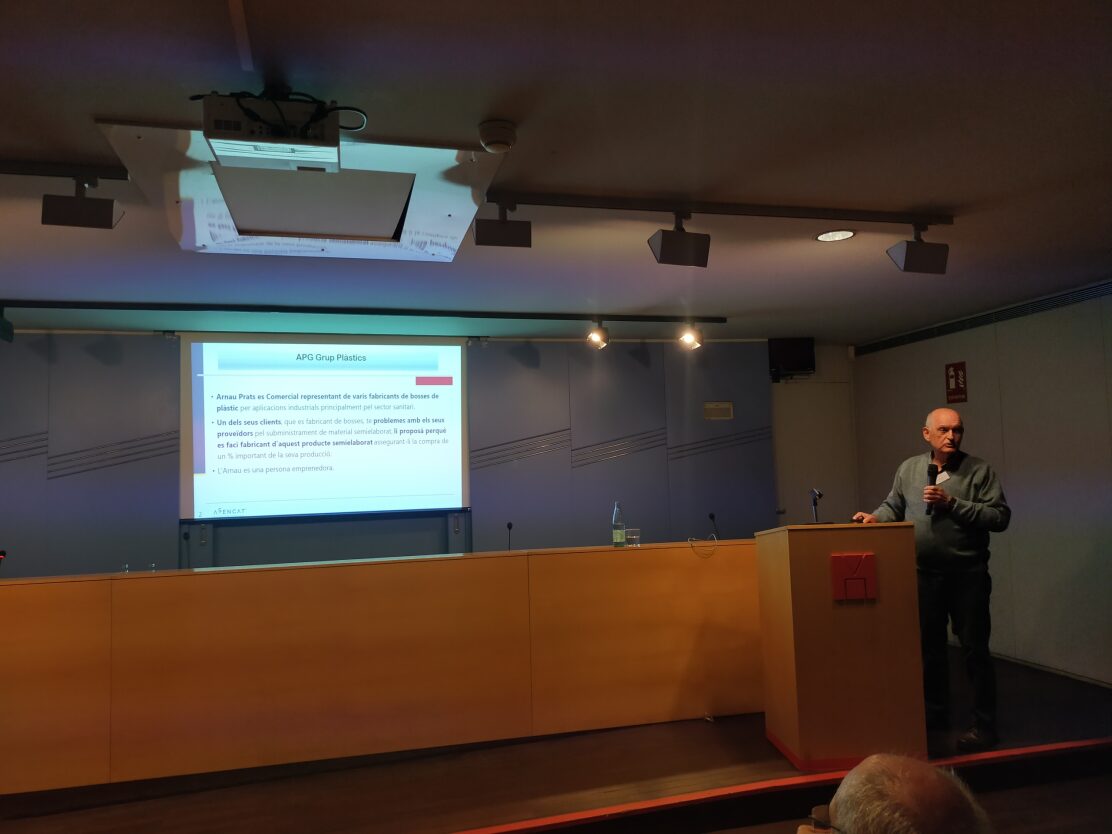 APG Grup Plàstics
• Arnau Prats es Comercial representant de varis fabricants de bosses de
plàstic per aplicacions industrials principalment pel sector sanitari.
• Un dels seus clients, que es fabricant de bosses, te problemes amb els seus
proveïdors pel subministrament de material semielaborat, li proposà perquè
es faci fabricant d'aquest producte semielaborat assegurant-li la compra de
un % important de la seva producció.
• L'Arnau es una persona emprenedora.
2